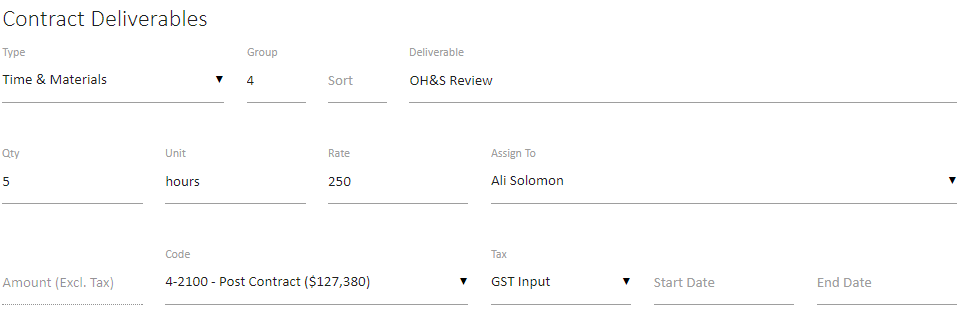 Contract Deliverables
Type Group Deliverable
Time & Materials ▼ 4 Sort OH&S Review
Qty Unit Rate Assign To
5 hours 250 Ali Solomon ▼
Code Tax
Amount (Excl. Tax) 4-2100 - Post Contract ($127,380) ▼ GST Input ▼ Start Date End Date